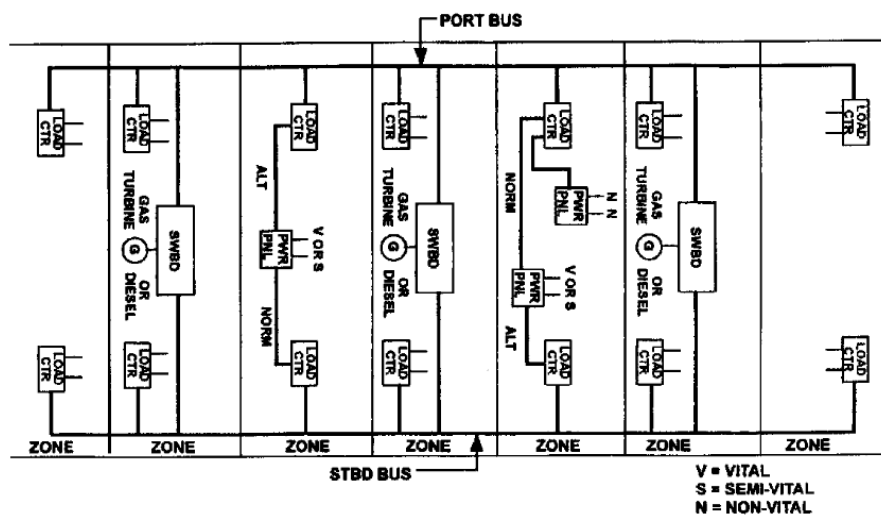 PORT BUS
LOAD
CTR
LOAD
CTR
LOAD
CTR
LOAD
CTR
LOAD
CTR
LOAD
CTR
LOAD
CTR
GAS
TURBINE
G
OR
DIESEL
SWBD
ALT
PWR
PNL
V OR S
NORM
GAS
TURBINE
G
OR
DIESEL
SWBD
NORM
PWR
PNL
N
N
PWR
PNL
V OR S
ALT
GAS
TURBINE
G
OR
DIESEL
SWBD
LOAD
CTR
LOAD
CTR
LOAD
CTR
LOAD
CTR
LOAD
CTR
LOAD
CTR
LOAD
CTR
ZONE
ZONE
ZONE
ZONE
ZONE
ZONE
ZONE
STBD BUS
V = VITAL
S = SEMI-VITAL
N = NON-VITAL